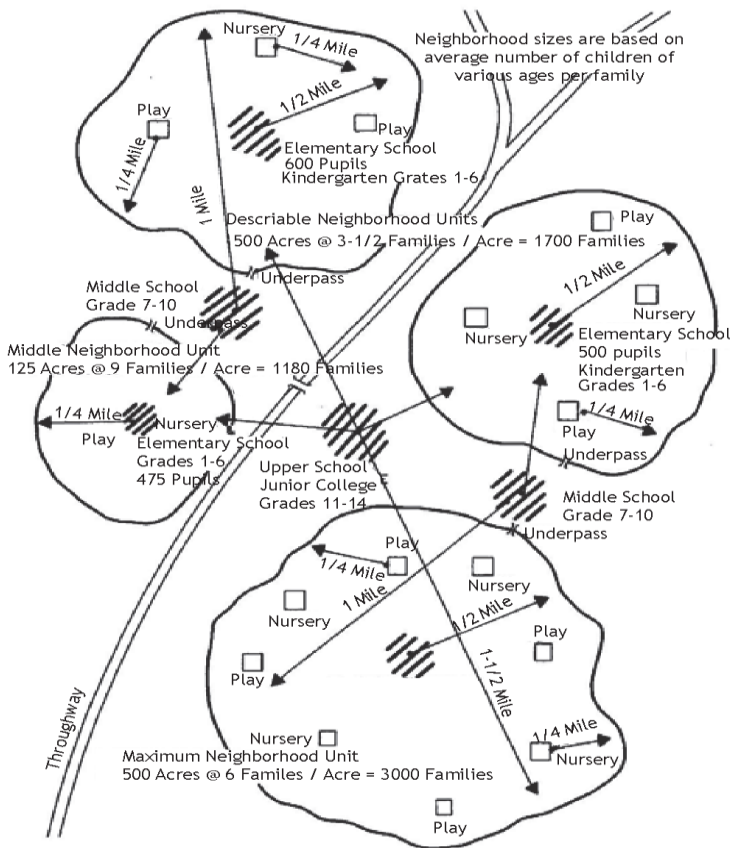 Neighborhood sizes are based on
average number of children of
various ages per family
Nursery
1/4 Mile
1/2 Mile
Play
Play
1/4 Mile
Elementary School
600 Pupils
Kindergarten Grates 1-6
1 Mile
Descriable Neighborhood Units
500 Acres @ 3-1/2 Families / Acre = 1700 Families
Underpass
Play
1/2 Mile
Nursery
Nursery
Elementary School
500 pupils
Kindergarten
Grades 1-6
1/4 Mile
Play
Underpass
Middle School
Grade 7-10
Underpass
Middle Neighborhood Unit
125 Acres @ 9 Families / Acre = 1180 Families
1/4 Mile
Play
Nursery
Elementary School
Grades 1-6
475 Pupils
Upper School
Junior College
Grades 11-14
Middle School
Grade 7-10
Underpass
Play
1/4 Mile
Nursery
1 Mile
Nursery
1/2 Mile
Play
Play
1-1/2 Mile
1/4 Mile
Nursery
Nursery
Maximum Neighborhood Unit
500 Acres @ 6 Familes / Acre = 3000 Families
Play
Throughway